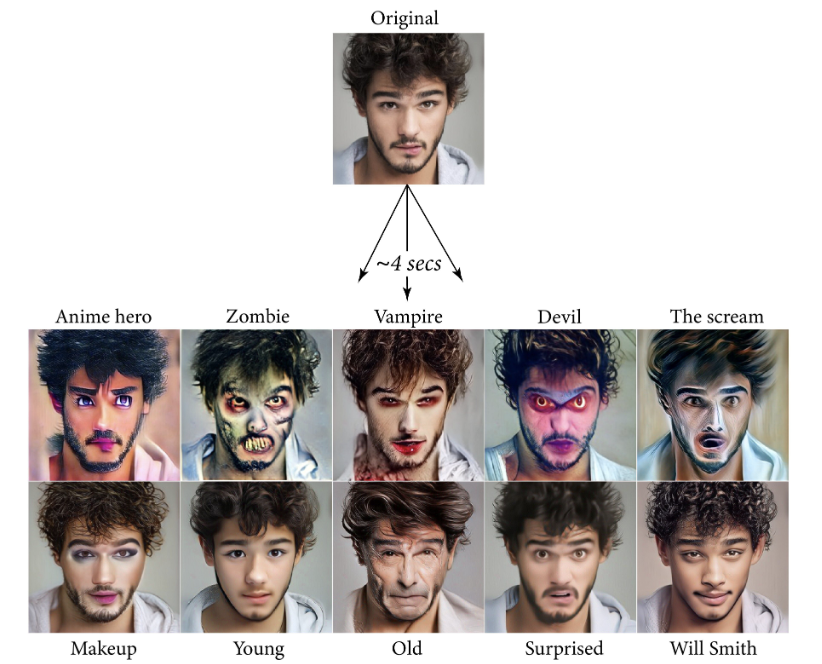 Original
~4 secs
Anime hero Zombie Vampire Devil The scream
Makeup Young Old Surprised Will Smith